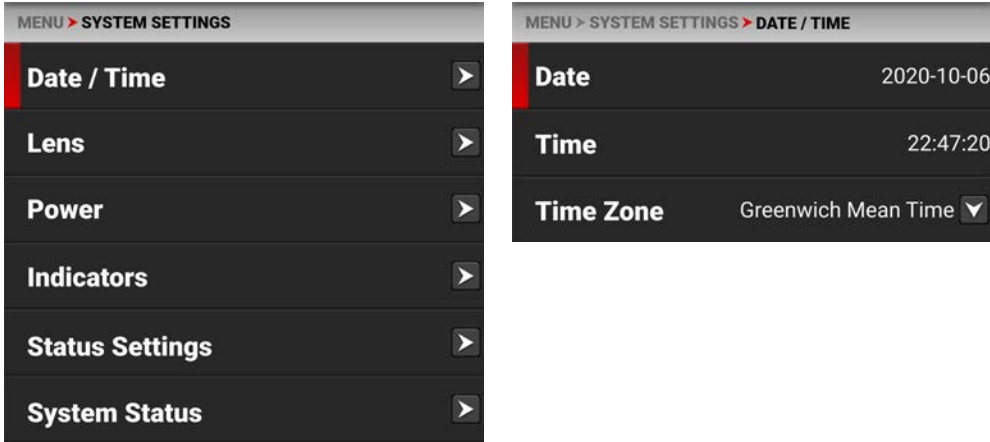 MENU > SYSTEM SETTINGS
Date / Time
Lens
Power
Indicators
Status Settings
System Status
MENU > SYSTEM SETTINGS > DATE / TIME
Date 2020-10-06
Time 22:47:20
Time Zone Greenwich Mean Time